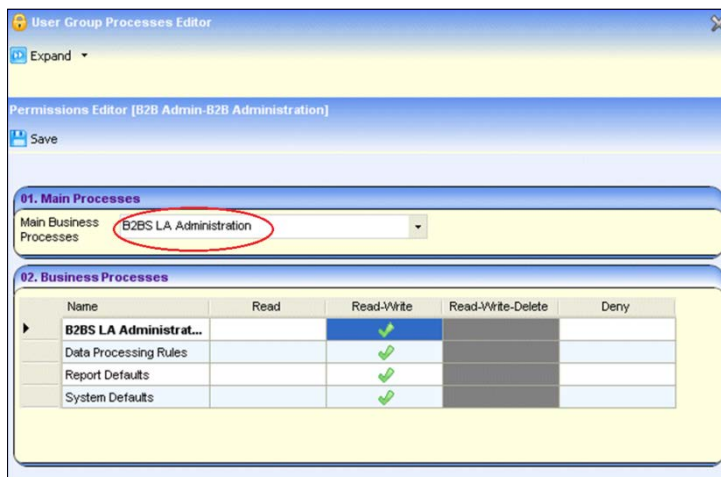 User Group Processes Editor
Expand
Permissions Editor [B2B Admin-B2B Administration]
Save
01. Main Processes
Main Business Processes
B2BS LA Administration
02. Business Processes
Name Read Read-Write Read-Write-Delete Deny
B2BS LA Administrat...
Data Processing Rules
Report Defaults
System Defaults